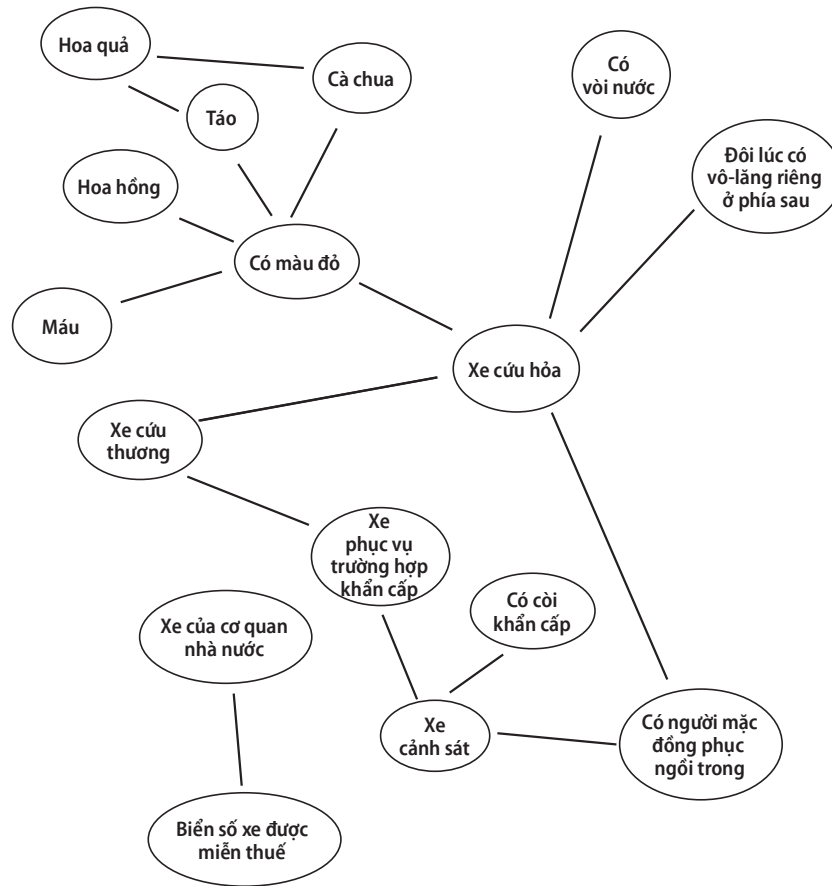 Hoa quả
Cà chua
Táo
Có
vòi nước
Đôi lúc có
vô-lăng riêng
ở phía sau
Hoa hồng
Có màu đỏ
Máu
Xe cứu hỏa
Xe cứu
thương
Xe
phục vụ
trường hợp
khẩn cấp
Có còi
khẩn cấp
Xe của cơ quan
nhà nước
Xe
cảnh sát
Có người mặc
đồng phục
ngồi trong
Biển số xe được
miễn thuế